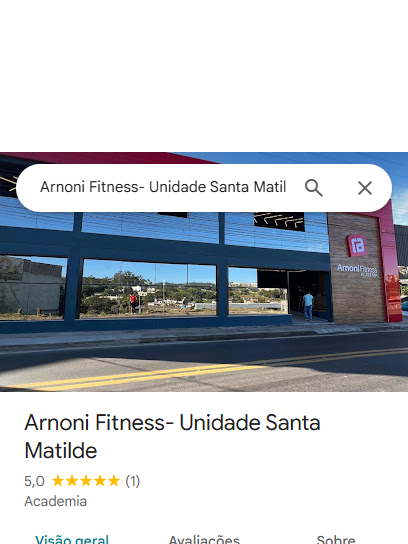 Arnoni Fitness- Unidade Santa Matil
Arnoni Fitness
Arnoni Fitness- Unidade Santa
Matilde
5,0 ★★★★★ (1)
Academia
Visão geral Avaliações Sobre